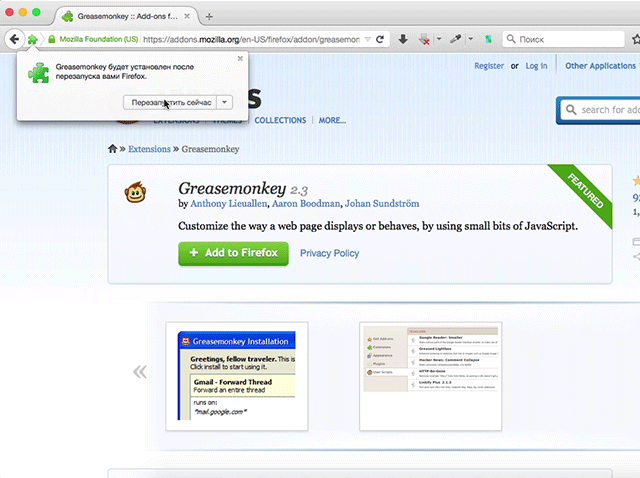 Greasemonkey :: Add-ons f...
Mozilla Foundation (US)
https://addons.mozilla.org/en-US/firefox/addon/greasemon
Поиск
Greasemonkey будет установлен после
перезапуска вами Firefox.
Перезапустить сейчас
Register or Log in
Other Applications
EXTENSIONS
THEMES
COLLECTIONS
MORE...
search for add
» Extensions » Greasemonkey
FEATURED
Greasemonkey 2.3
by Anthony Lieuallen, Aaron Boodman, Johan Sundström
Customize the way a web page displays or behaves, by using small bits of JavaScript.
+ Add to Firefox
Privacy Policy
1,
«
Greasemonkey Installation
Greetings, fellow traveler. This is
Click install to start using it.
Gmail - Forward Thread
Forward an entire thread
runs on:
"mail.google.com"
Get Add-ons
Extensions
Appearance
Plugins
User Scripts
Google Reader: Smaller
Greased Lightbox
Hacker News: Comment Collapse
HTTP-Be-Gone
Linkify Plus 2.1.3